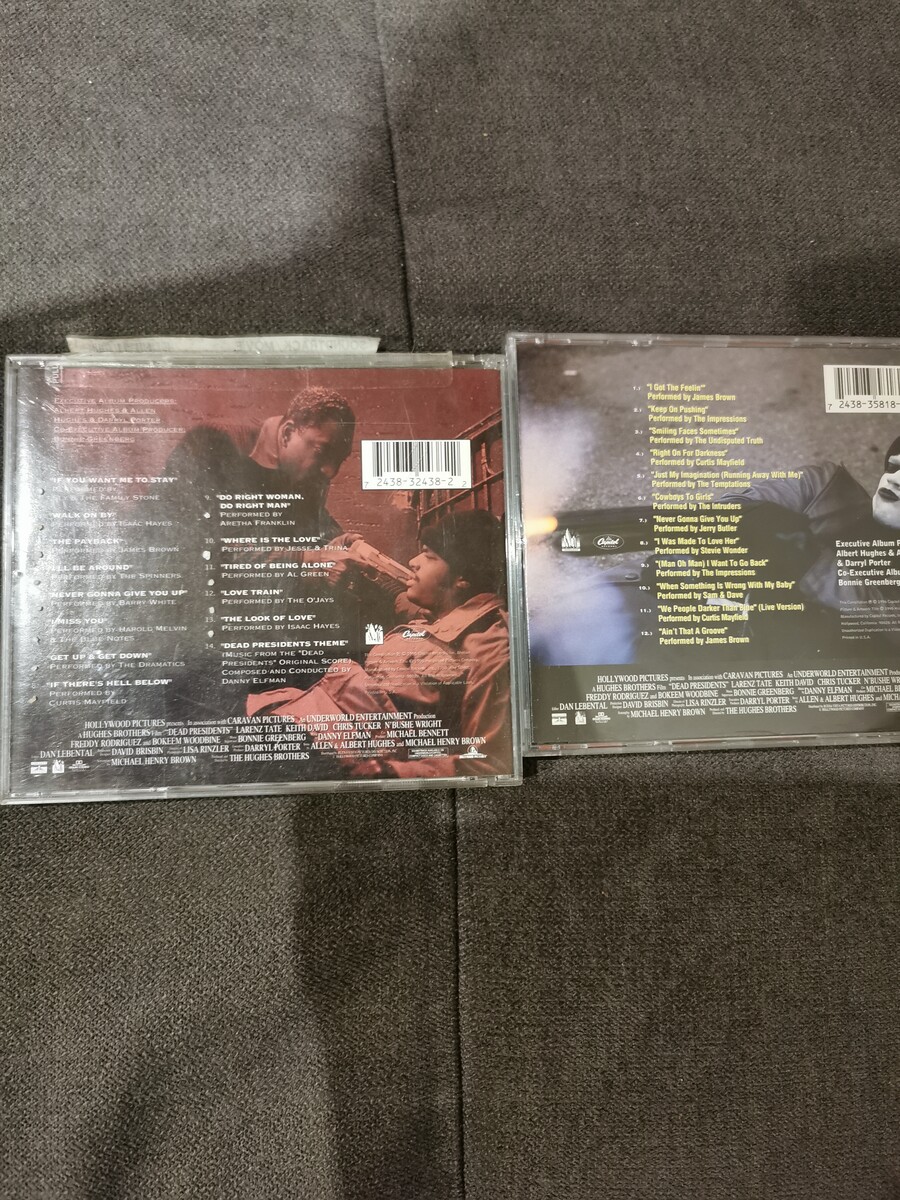 EXECUTIVE ALBUM PRODUCERS:
ALBERT HUGHES & ALLEN
HUGHES & DARRYL PORTER
CO-EXECUTIVE ALBUM PRODUCER:
BONNIE GREENBERG
"IF YOU WANT ME TO STAY"
THE FAMILY STONE
"WALK ON BY"
PERFORMED BY ISAAC HAYES
"THE PAYBACK"
PERFORMED BY JAMES BROWN
"I'LL BE AROUND"
PERFORMED BY THE SPINNERS
"NEVER GONNA GIVE YOU UP"
PERFORMED BY BARRY WHITE
"I MISS YOU"
PERFORMED BY HAROLD MELVIN
& THE BLUE NOTES
"GET UP & GET DOWN"
PERFORMED BY THE DRAMATICS
8. "IF THERE'S HELL BELOW"
PERFORMED BY
CURTIS MAYFIELD
9. "DO RIGHT WOMAN,
DO RIGHT MAN"
PERFORMED BY
ARETHA FRANKLIN
10. "WHERE IS THE LOVE"
PERFORMED BY JESSE & TRINA
11. "TIRED OF BEING ALONE"
PERFORMED BY AL GREEN
12. "LOVE TRAIN"
PERFORMED BY THE O'JAYS
13. "THE LOOK OF LOVE"
PERFORMED BY ISAAC HAYES
14. "DEAD PRESIDENTS THEME"
(MUSIC FROM THE "DEAD
PRESIDENTS" ORIGINAL SCORE)
COMPOSED AND CONDUCTED BY
DANNY ELFMAN
7 2438-32438-2 2
Capitol
HOLLYWOOD PICTURES presents In association with CARAVAN PICTURES An UNDERWORLD ENTERTAINMENT Production
A HUGHES BROTHERS Film "DEAD PRESIDENTS" LARENZ TATE KEITH DAVID CHRIS TUCKER N'BUSHE WRIGHT
FREDDY RODRIGUEZ and BOKEEM WOODBINE BONNIE GREENBERG DANNY ELFMAN MICHAEL BENNETT
DAN LEBENTAL DAVID BRISBIN LISA RINZLER DARRYL PORTER ALLEN & ALBERT HUGHES and MICHAEL HENRY BROWN
MICHAEL HENRY BROWN THE HUGHES BROTHERS
1. "I Got The Feelin'"
Performed by James Brown
2. "Keep On Pushing"
Performed by The Impressions
3. "Smiling Faces Sometimes"
Performed by The Undisputed Truth
4. "Right On For Darkness"
Performed by Curtis Mayfield
5. "Just My Imagination (Running Away With Me)"
Performed by The Temptations
6. "Cowboys To Girls"
Performed by The Intruders
7. "Never Gonna Give You Up"
Performed by Jerry Butler
8. "I Was Made To Love Her"
Performed by Stevie Wonder
9. "(Man Oh Man) I Want To Go Back"
Performed by The Impressions
10. "When Something Is Wrong With My Baby"
Performed by Sam & Dave
11. "We People Darker Than Blue" (Live Version)
Performed by Curtis Mayfield
12. "Ain't That A Groove"
Performed by James Brown
7 2438-35818-
Capitol
Executive Album P
Albert Hughes & A
& Darryl Porter
Co-Executive Albu
Bonnie Greenberg
HOLLYWOOD PICTURES presents In association with CARAVAN PICTURES An UNDERWORLD ENTERTAINMENT Production
A HUGHES BROTHERS Film "DEAD PRESIDENTS" LARENZ TATE KEITH DAVID CHRIS TUCKER N'BUSHE WR
FREDDY RODRIGUEZ and BOKEEM WOODBINE BONNIE GREENBERG DANNY ELFMAN MICHAEL B
DAN LEBENTAL DAVID BRISBIN LISA RINZLER DARRYL PORTER ALLEN & ALBERT HUGHES and MICH
MICHAEL HENRY BROWN THE HUGHES BROTHERS